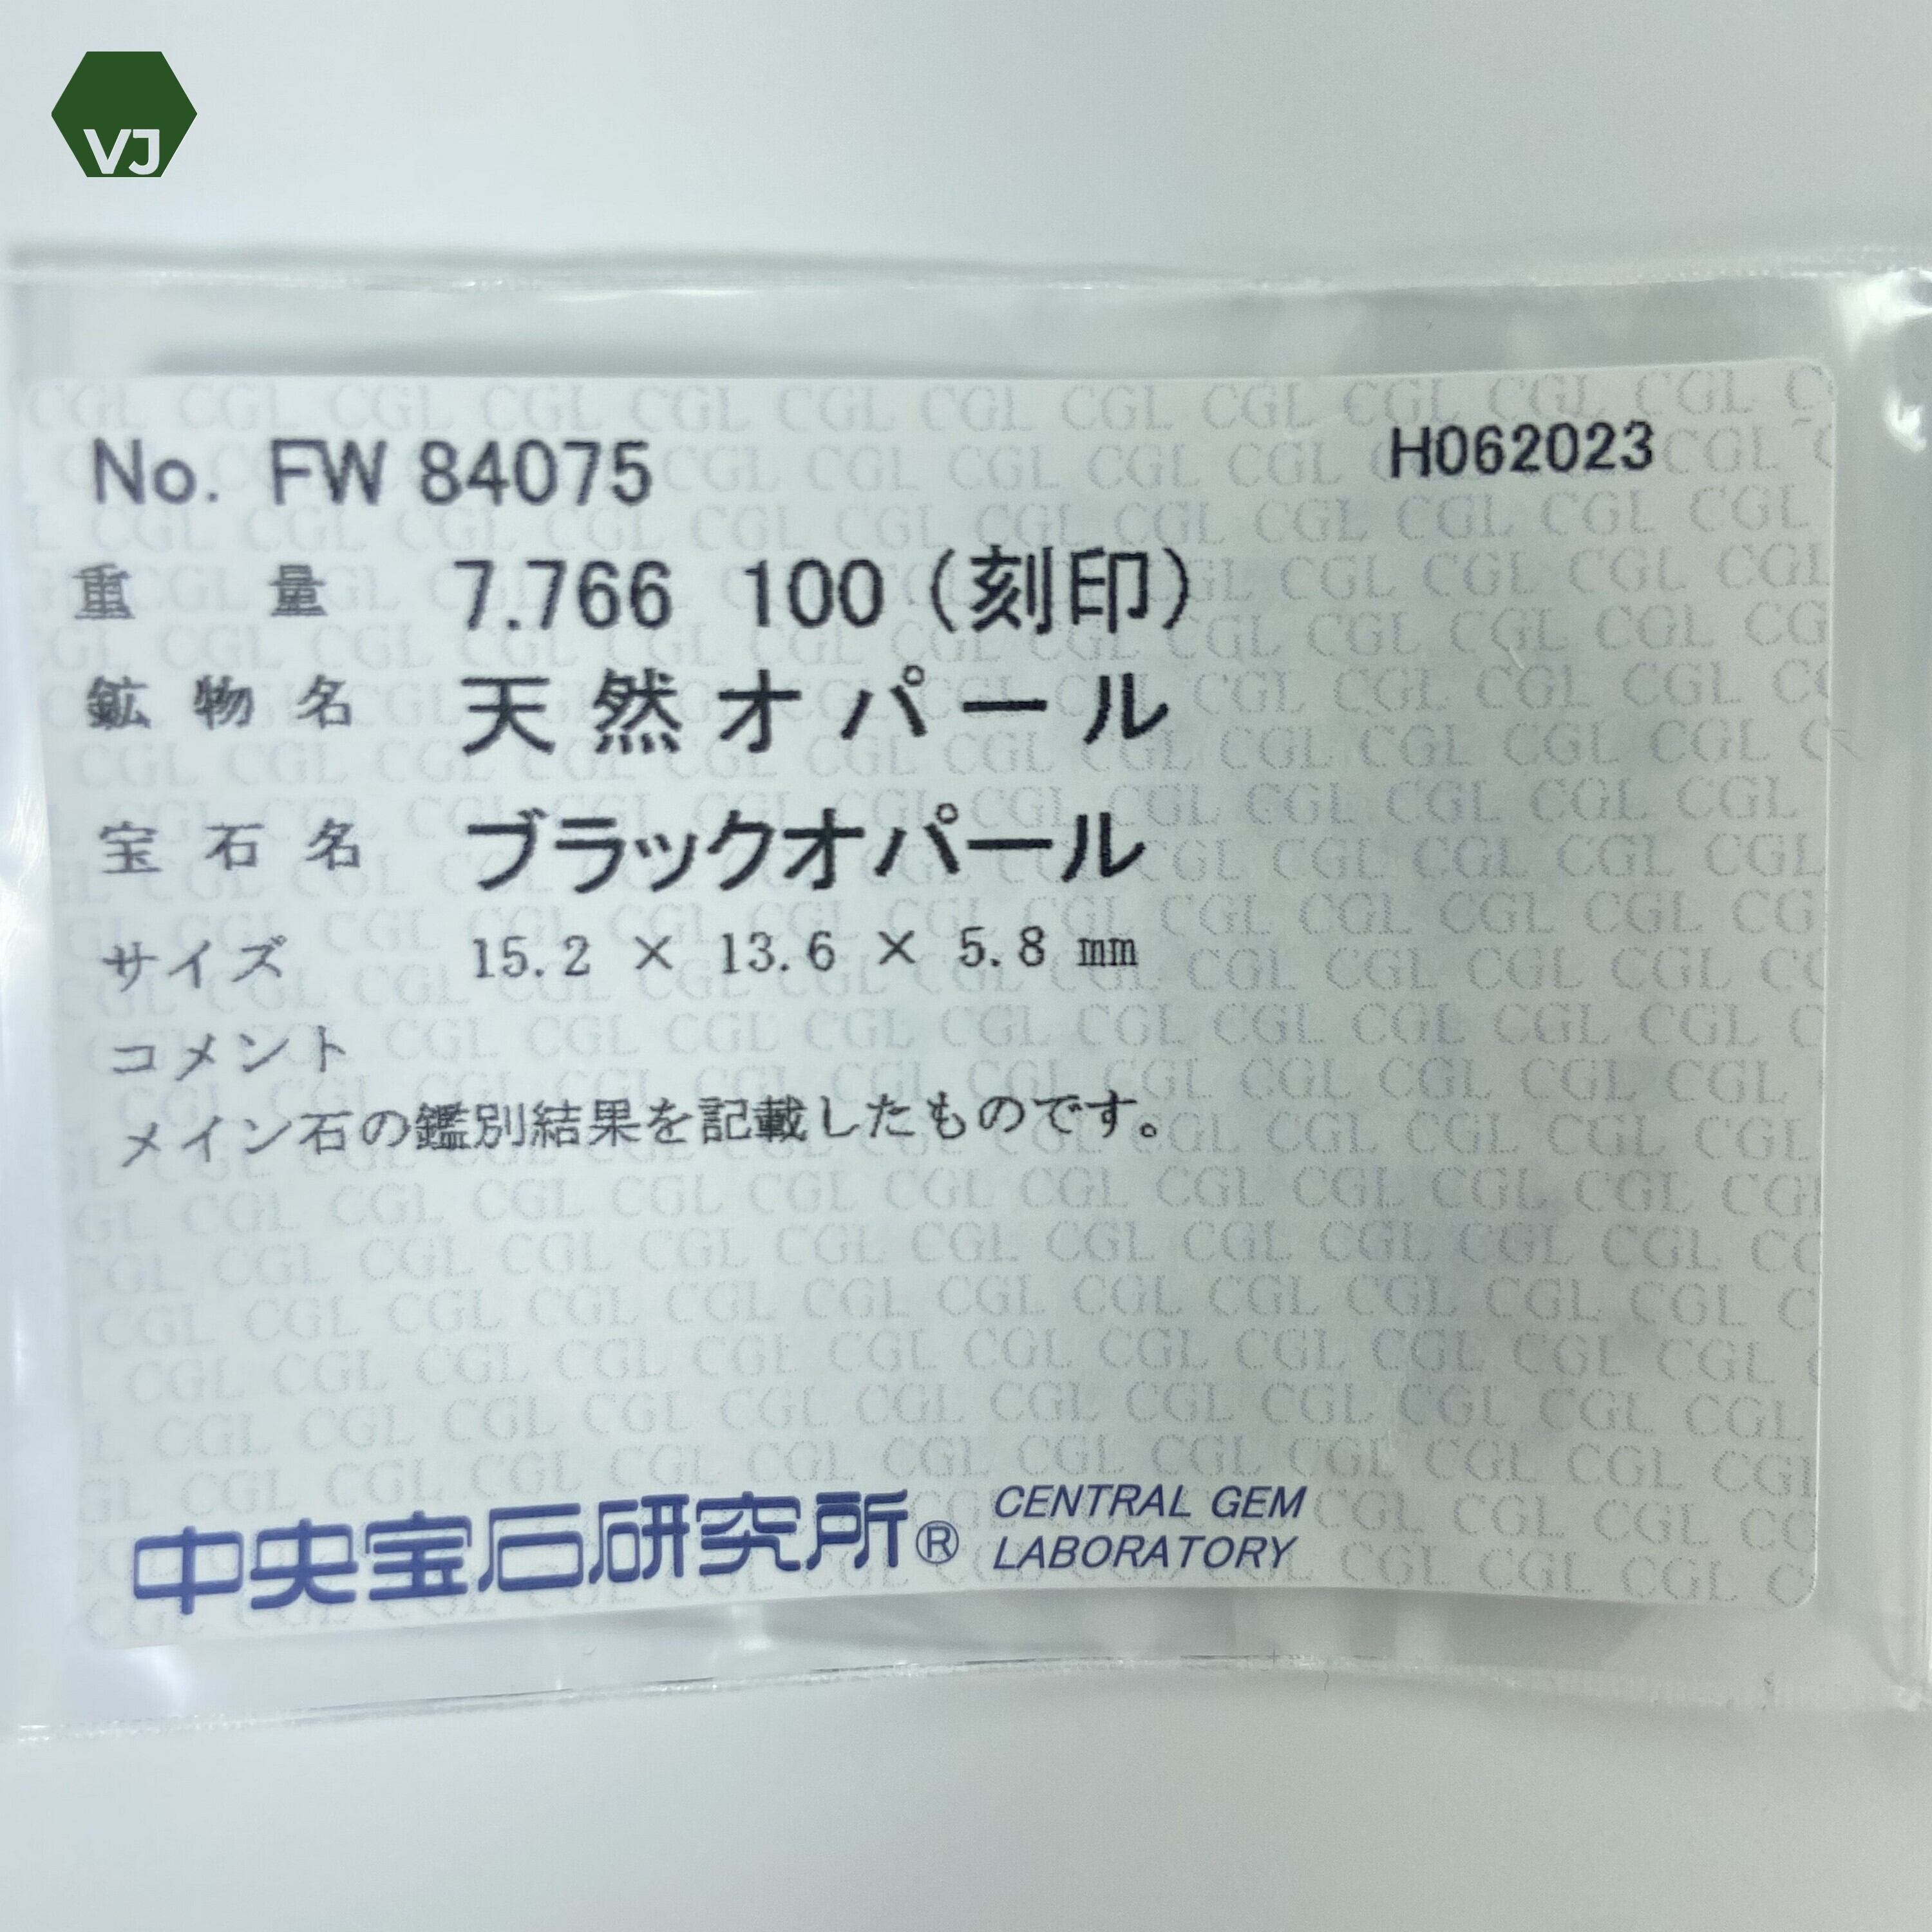 VJ
No. FW 84075 H062023
重量 7.766 100 (刻印)
鉱物名 天然オパール
宝石名 ブラックオパール
サイズ 15.2 × 13.6 × 5.8 mm
コメント
メイン石の鑑別結果を記載したものです。
中央宝石研究所® CENTRAL GEM
LABORATORY